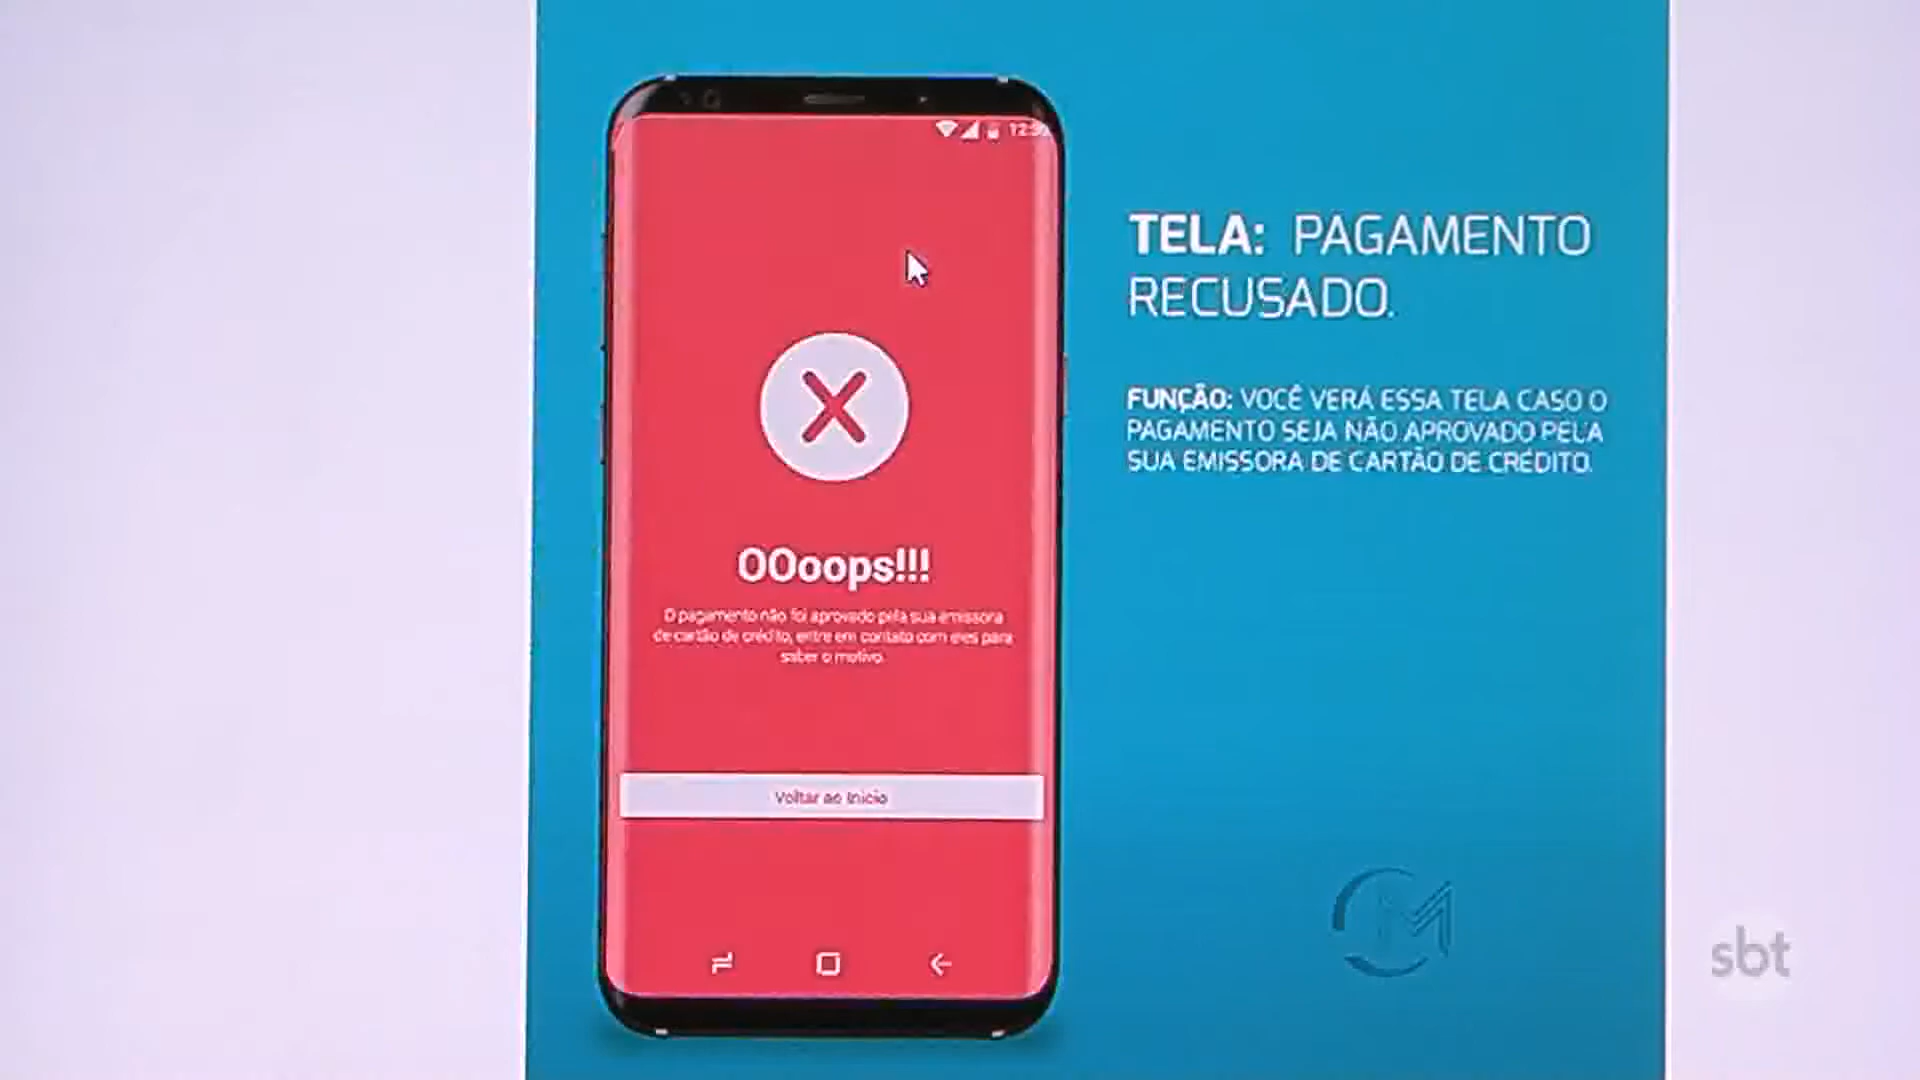 TELA: PAGAMENTO
RECUSADO.
FUNÇÃO: VOCÊ VERÁ ESSA TELA CASO O
PAGAMENTO SEJA NÃO APROVADO PELA
SUA EMISSORA DE CARTÃO DE CRÉDITO.
OOoops!!!
O pagamento não foi aprovado pela sua emissora
de cartão de crédito, entre em contato com eles para
saber o motivo.
Voltar ao Inicio
sbt